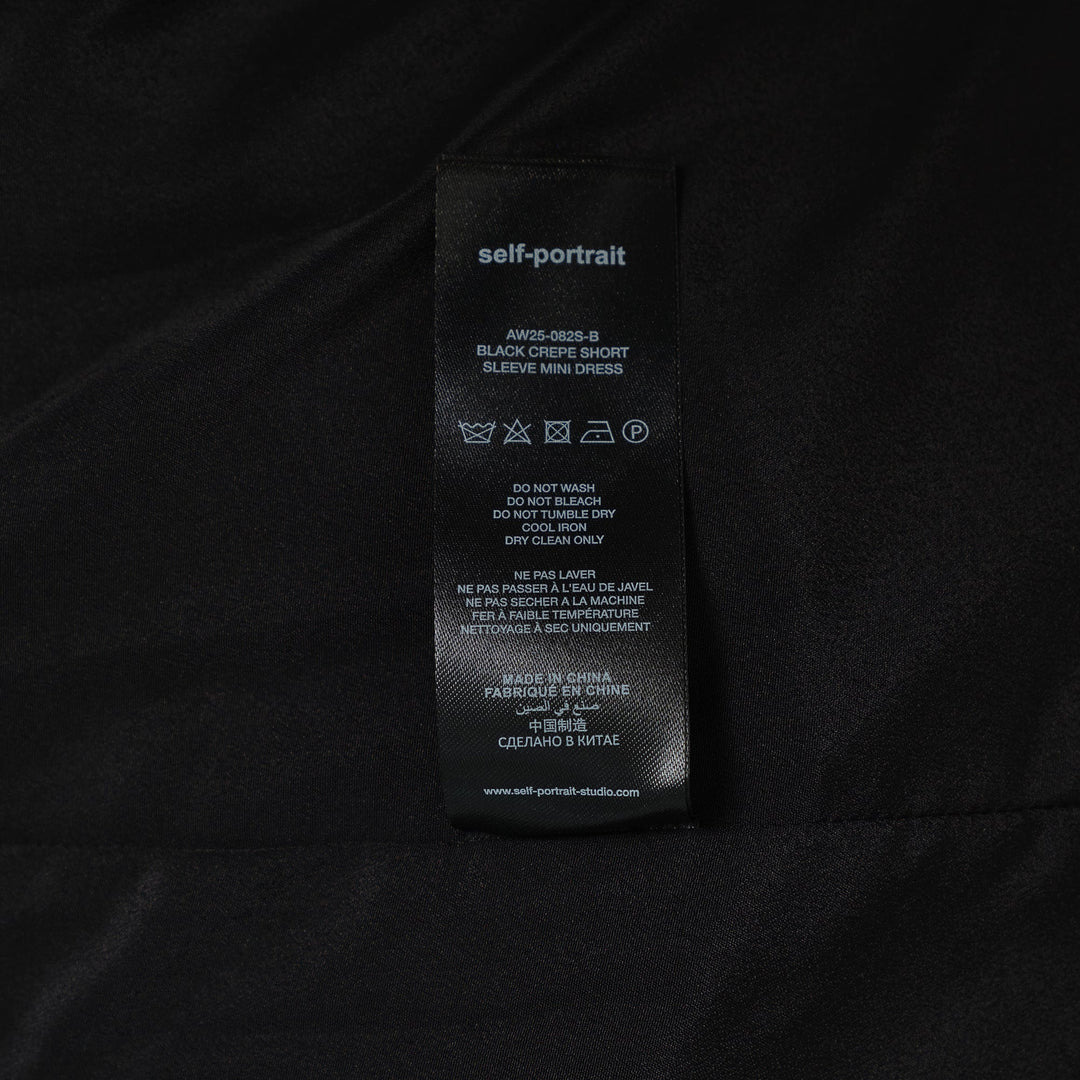 self-portrait
AW25-082S-B
BLACK CREPE SHORT
SLEEVE MINI DRESS
P
DO NOT WASH
DO NOT BLEACH
DO NOT TUMBLE DRY
COOL IRON
DRY CLEAN ONLY
NE PAS LAVER
NE PAS PASSER À L'EAU DE JAVEL
NE PAS SECHER A LA MACHINE
FER À FAIBLE TEMPÉRATURE
NETTOYAGE À SEC UNIQUEMENT
MADE IN CHINA
FABRIQUÉ EN CHINE
صنع في الصين
中国制造
СДЕЛАНО В КИТАЕ
www.self-portrait-studio.com